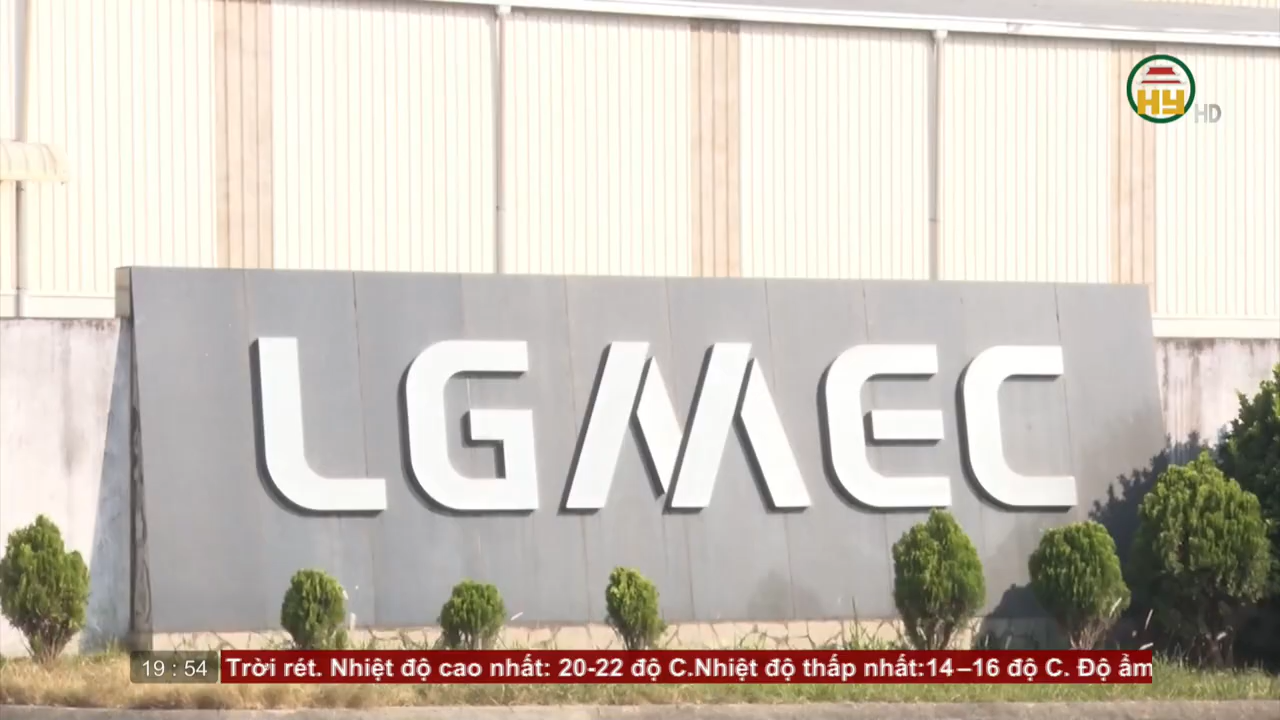 HY HD
LGMEC
19 : 54 Trời rét. Nhiệt độ cao nhất: 20-22 độ C.Nhiệt độ thấp nhất:14 –16 độ C. Độ ẩm